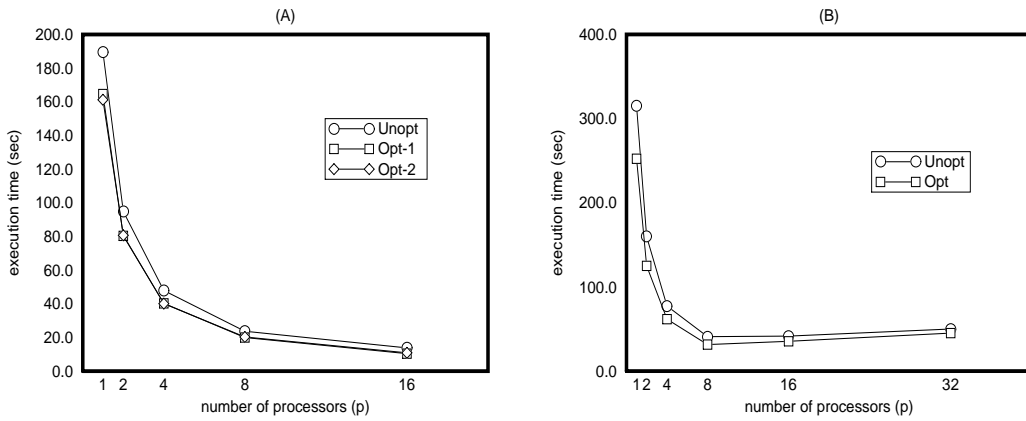 (A)
200.0
180.0
160.0
140.0
120.0
100.0
80.0
60.0
40.0
20.0
0.0
execution time (sec)
Unopt
Opt-1
Opt-2
1 2 4 8 16
number of processors (p)
(B)
400.0
300.0
200.0
100.0
0.0
execution time (sec)
Unopt
Opt
1 2 4 8 16 32
number of processors (p)